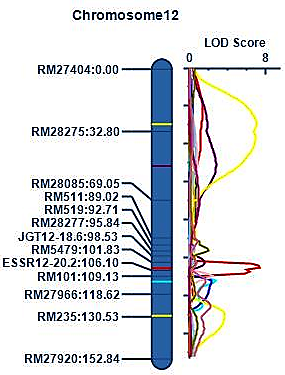 Chromosome12
LOD Score
0 8
RM27404:0.00
RM28275:32.80
RM28085:69.05
RM511:89.02
RM519:92.71
RM28277:95.84
JGT12-18.6:98.53
RM5479:101.83
ESSR12-20.2:106.10
RM101:109.13
RM27966:118.62
RM235:130.53
RM27920:152.84